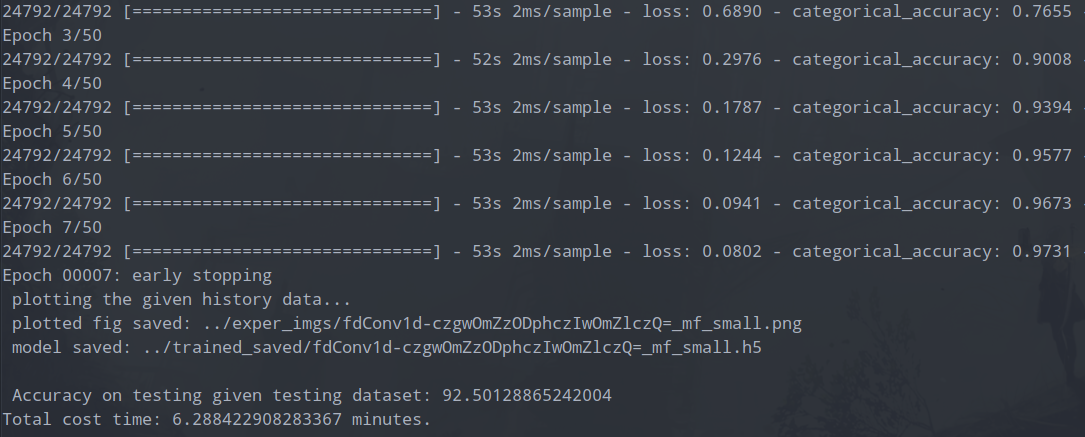 24792/24792 [==============================] - 53s 2ms/sample - loss: 0.6890 - categorical_accuracy: 0.7655
Epoch 3/50
24792/24792 [==============================] - 52s 2ms/sample - loss: 0.2976 - categorical_accuracy: 0.9008
Epoch 4/50
24792/24792 [==============================] - 53s 2ms/sample - loss: 0.1787 - categorical_accuracy: 0.9394
Epoch 5/50
24792/24792 [==============================] - 53s 2ms/sample - loss: 0.1244 - categorical_accuracy: 0.9577
Epoch 6/50
24792/24792 [==============================] - 53s 2ms/sample - loss: 0.0941 - categorical_accuracy: 0.9673
Epoch 7/50
24792/24792 [==============================] - 53s 2ms/sample - loss: 0.0802 - categorical_accuracy: 0.9731
Epoch 00007: early stopping
plotting the given history data...
plotted fig saved: ../exper_imgs/fdConv1d-czgwOmZzODphczIwOmZlczQ=_mf_small.png
model saved: ../trained_saved/fdConv1d-czgwOmZzODphczIwOmZlczQ=_mf_small.h5
Accuracy on testing given testing dataset: 92.50128865242004
Total cost time: 6.288422908283367 minutes.